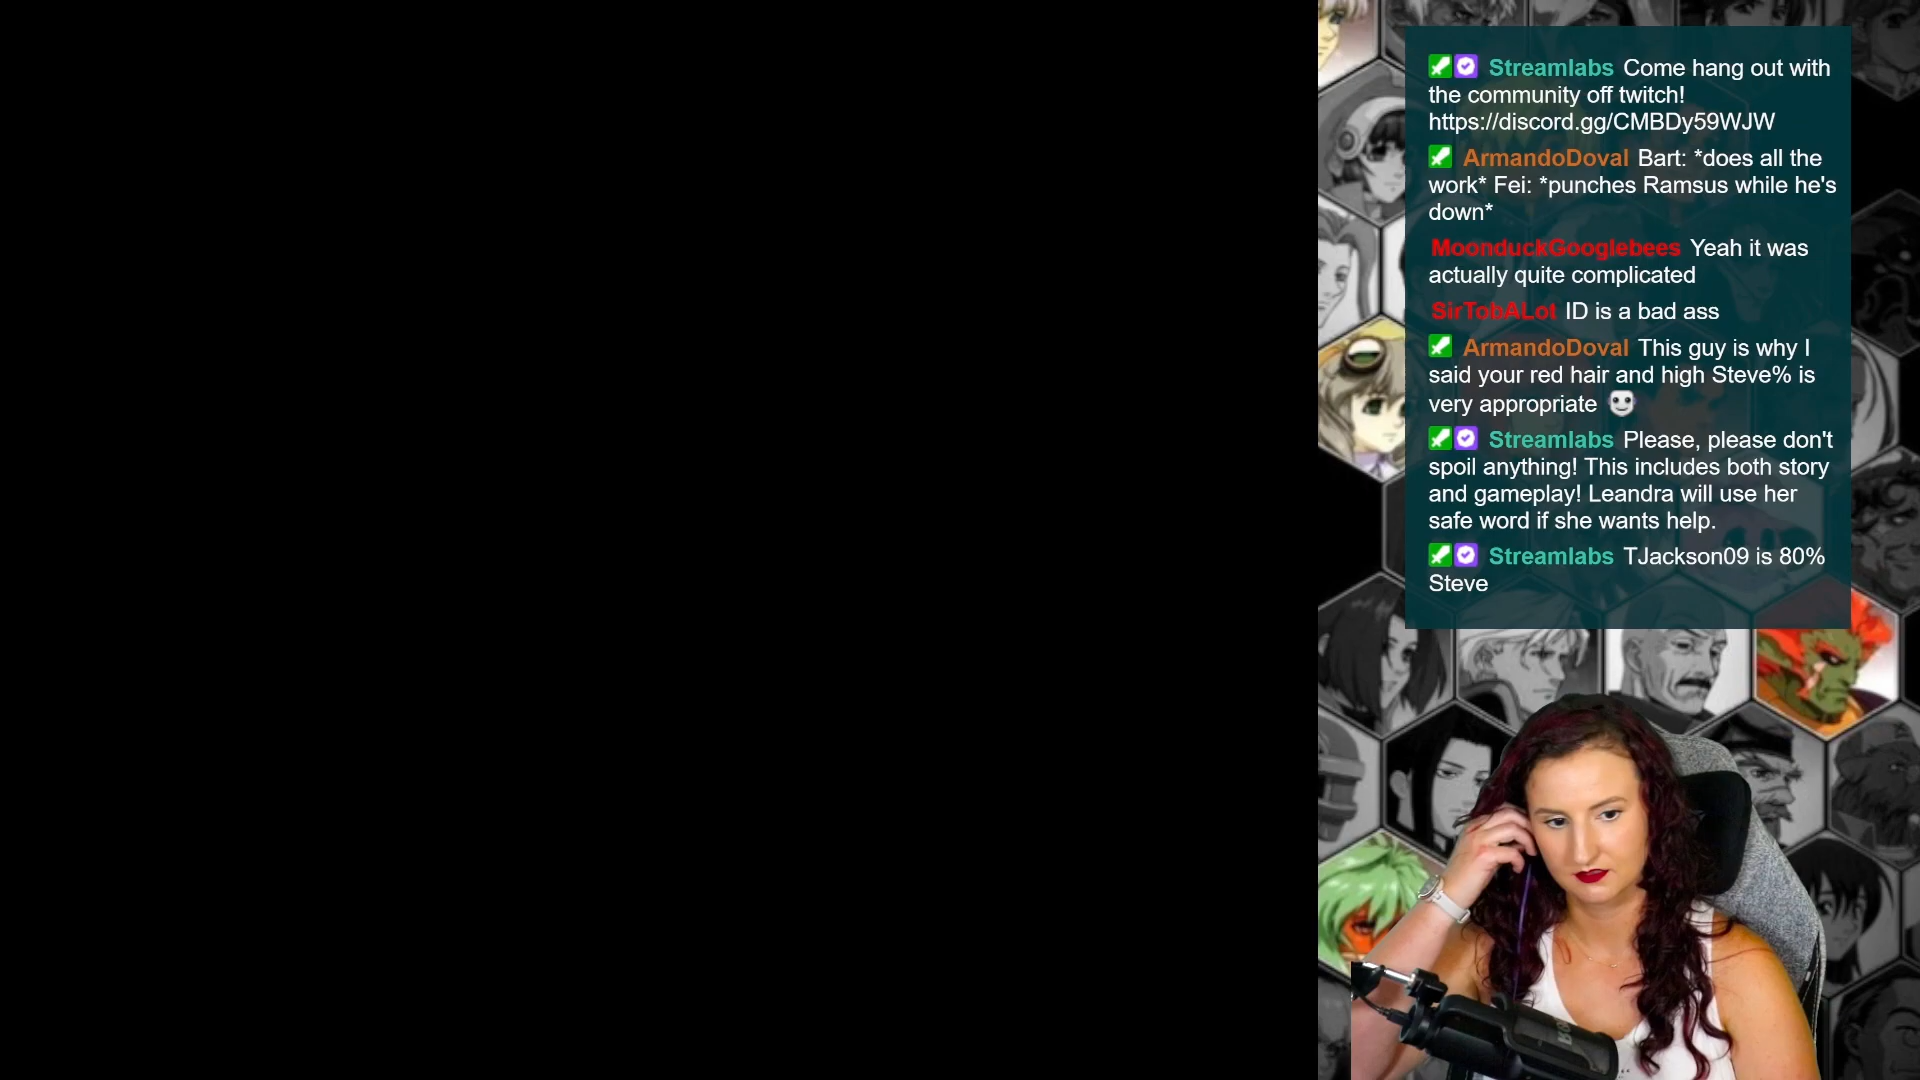 Streamlabs Come hang out with
the community off twitch!
https://discord.gg/CMBDy59WJW
ArmandoDoval Bart: *does all the
work* Fei: *punches Ramsus while he's
down*
MoonduckGooglebees Yeah it was
actually quite complicated
SirTobALot ID is a bad ass
ArmandoDoval This guy is why I
said your red hair and high Steve% is
very appropriate
Streamlabs Please, please don't
spoil anything! This includes both story
and gameplay! Leandra will use her
safe word if she wants help.
Streamlabs TJackson09 is 80%
Steve